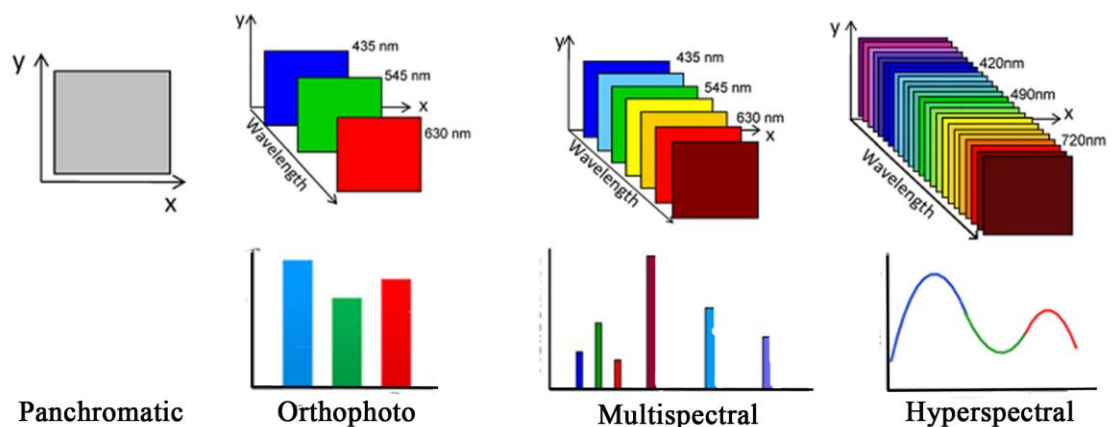 y
x
Panchromatic
y
435 nm
545 nm
x
630 nm
Wavelength
Orthophoto
y
435 nm
545 nm
630 nm
x
Wavelength
Multispectral
y
420nm
490nm
x
720nm
Wavelength
Hyperspectral